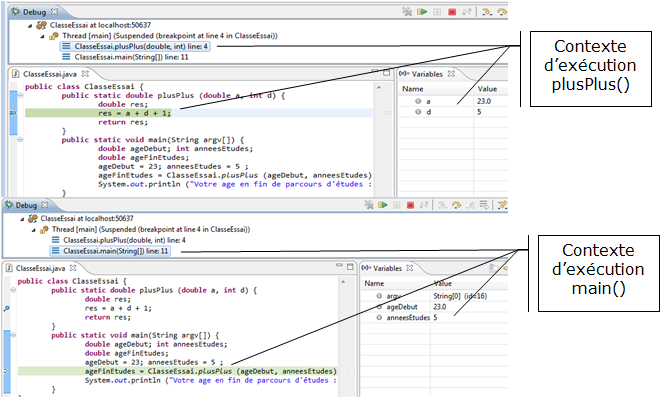 Debug
ClasseEssai at localhost:50637
Thread [main] (Suspended (breakpoint at line 4 in ClasseEssai))
ClasseEssai.plusPlus(double, int) line: 4
ClasseEssai.main(String[]) line: 11
Contexte
d'exécution
plusPlus()
ClasseEssai.java
public class ClasseEssai {
public static double plusPlus (double a, int d) {
double res;
res = a + d + 1;
return res;
}
public static void main(String argv[]) {
double ageDebut; int anneesEtudes;
double ageFinEtudes;
ageDebut = 23; anneesEtudes = 5 ;
ageFinEtudes = ClasseEssai.plusPlus (ageDebut, anneesEtudes)
System.out.println ("Votre age en fin de parcours d'études :
}
Variables
Name Value
a 23.0
d 5
Debug
ClasseEssai at localhost:50637
Thread [main] (Suspended (breakpoint at line 4 in ClasseEssai))
ClasseEssai.plusPlus(double, int) line: 4
ClasseEssai.main(String[]) line: 11
Contexte
d'exécution
main()
ClasseEssai.java
public class ClasseEssai {
public static double plusPlus (double a, int d) {
double res;
res = a + d + 1;
return res;
}
public static void main(String argv[]) {
double ageDebut; int anneesEtudes;
double ageFinEtudes;
ageDebut = 23; anneesEtudes = 5 ;
ageFinEtudes = ClasseEssai.plusPlus (ageDebut, anneesEtudes)
System.out.println ("Votre age en fin de parcours d'études :
}
Variables
Name Value
argv String[0] (id=16)
ageDebut 23.0
anneesEtudes 5